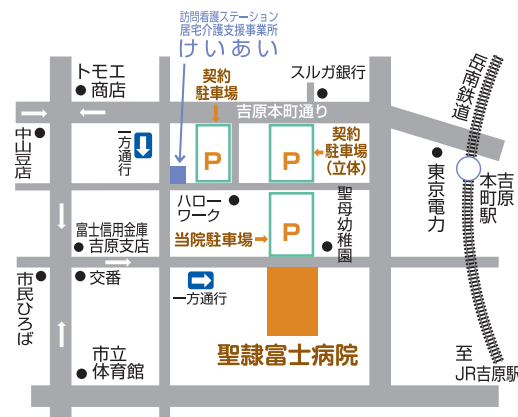 訪問看護ステーション
居宅介護支援事業所
けいあい
トモエ
商店
契約
駐車場
スルガ銀行
岳南鉄道
吉原本町通り
中山豆店
一方通行
P
P
契約
駐車場
（立体）
東京電力
吉原
本町駅
ハロー
ワーク
聖母幼稚園
富士信用金庫
吉原支店
当院駐車場
P
市民ひろば
交番
一方通行
聖隷富士病院
市立
体育館
至
JR吉原駅